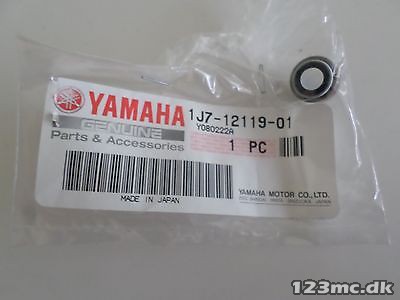 YAMAHA
1J7-12119-01
GENUINE
Y080222A
Parts & Accessories
1 PC
YAMAHA MOTOR CO., LTD.
MADE IN JAPAN
123mc.dk